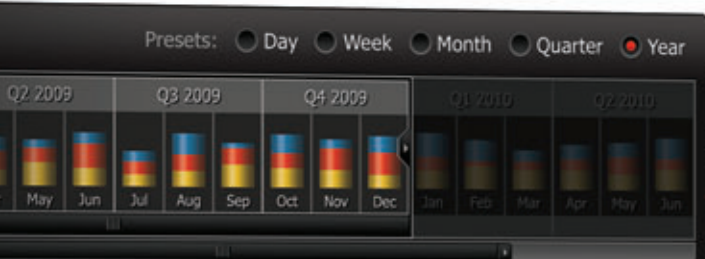 Presets: Day Week Month Quarter Year
Q2 2009 Q3 2009 Q4 2009 Q1 2010 Q2 2010
May Jun Jul Aug Sep Oct Nov Dec Jan Feb Mar Apr May Jun